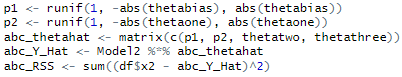 p1 <- runif(1, -abs(thetabias), abs(thetabias))
p2 <- runif(1, -abs(thetaone), abs(thetaone))
abc_thetahat <- matrix(c(p1, p2, thetatwo, thetathree))
abc_Y_Hat <- Model2 %*% abc_thetahat
abc_RSS <- sum((df$x2 - abc_Y_Hat)^2)